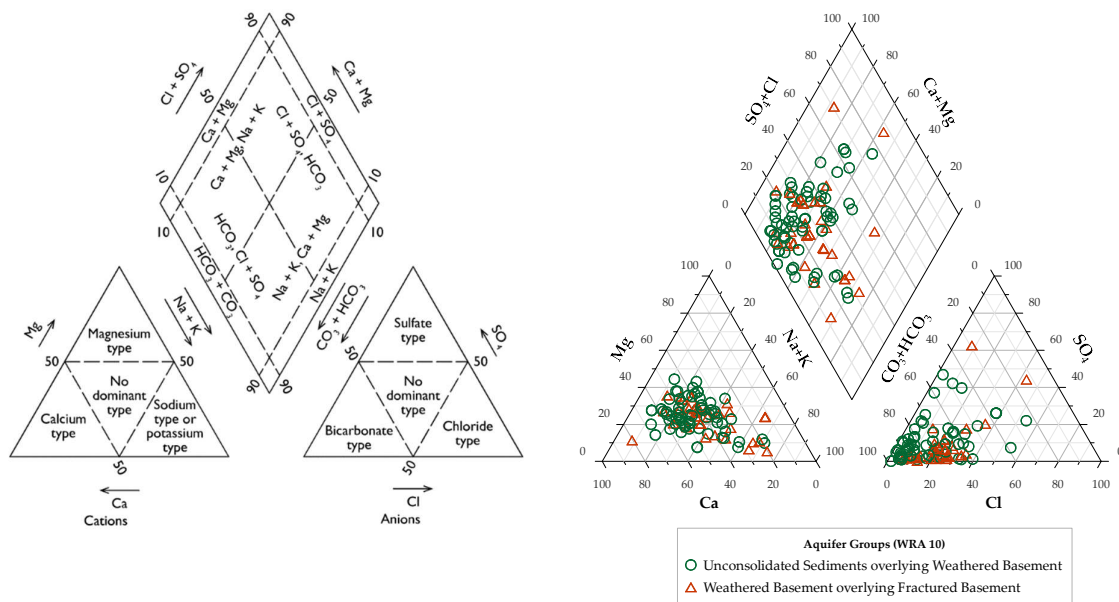 90
90
Cl + SO₄
50
Ca + Mg
50
Ca + Mg
Cl + SO₄
Ca + Mg, Na + K
Cl + SO₄, HCO₃
10
10
10
10
HCO₃, Cl + SO₄
HCO₃ + CO₃
Na + K, Ca + Mg
Na + K
90
90
Na + K
CO₃ + HCO₃
Mg
Magnesium
type
50
50
No
dominant
type
Calcium
type
Sodium
type or
potassium
type
50
Ca
Cations
Sulfate
type
SO₄
50
50
No
dominant
type
Bicarbonate
type
Chloride
type
50
Cl
Anions
100
100
80
80
60
60
40
40
20
20
0
0
SO₄+Cl
Ca+Mg
Na+K
CO₃+HCO₃
100
0
Mg
60
40
40
60
20
80
0
100
80
60
40
20
0
Ca
100
0
SO₄
80
60
40
20
100
0
0
20
40
60
80
100
Cl
Aquifer Groups (WRA 10)
Unconsolidated Sediments overlying Weathered Basement
Weathered Basement overlying Fractured Basement